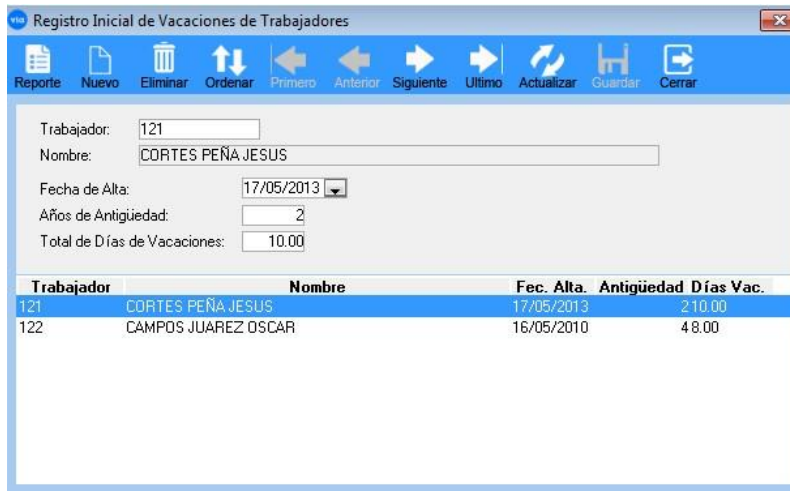 via Registro Inicial de Vacaciones de Trabajadores
Reporte Nuevo Eliminar Ordenar Primero Anterior Siguiente Ultimo Actualizar Guardar Cerrar
Trabajador: 121
Nombre: CORTES PEÑA JESUS
Fecha de Alta: 17/05/2013
Años de Antigüedad: 2
Total de Días de Vacaciones: 10.00
Trabajador Nombre Fec. Alta. Antigüedad Días Vac.
121 CORTES PEÑA JESUS 17/05/2013 2 10.00
122 CAMPOS JUAREZ OSCAR 16/05/2010 4 8.00